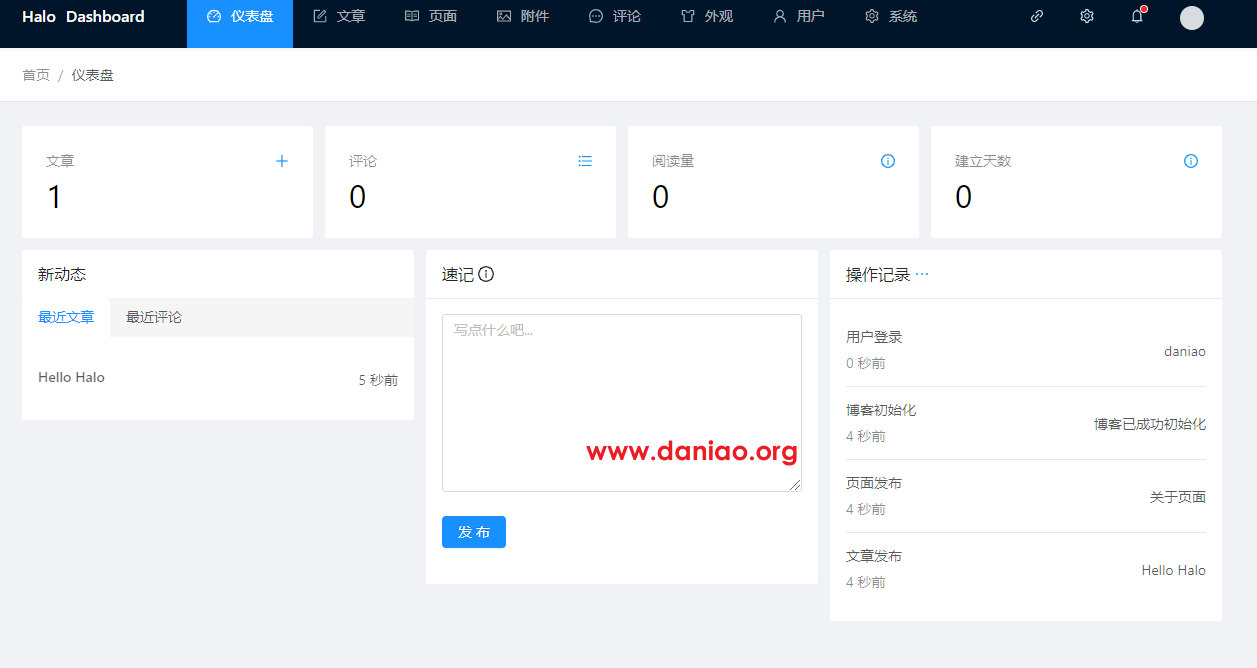 Halo Dashboard 仪表盘 文章 页面 附件 评论 外观 用户 系统
首页 / 仪表盘
文章 评论 阅读量 建立天数
1 0 0 0
新动态
最近文章 最近评论
Hello Halo 5 秒前
速记
写点什么吧...
www.daniao.org
发 布
操作记录 ···
用户登录
0 秒前 daniao
博客初始化
4 秒前 博客已成功初始化
页面发布
4 秒前 关于页面
文章发布
4 秒前 Hello Halo